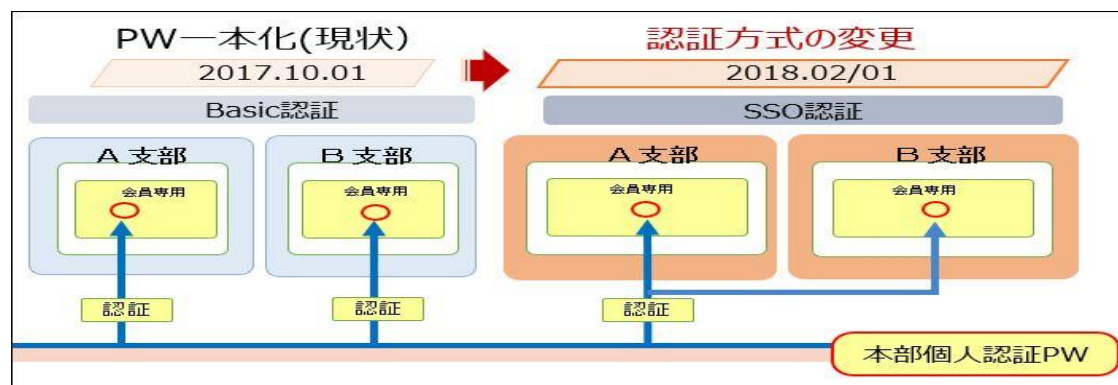 PW一本化(現状)
認証方式の変更
2017.10.01
2018.02/01
Basic認証
SSO認証
A 支部
B 支部
A 支部
B 支部
会員専用
会員専用
会員専用
会員専用
認証
認証
認証
本部個人認証PW